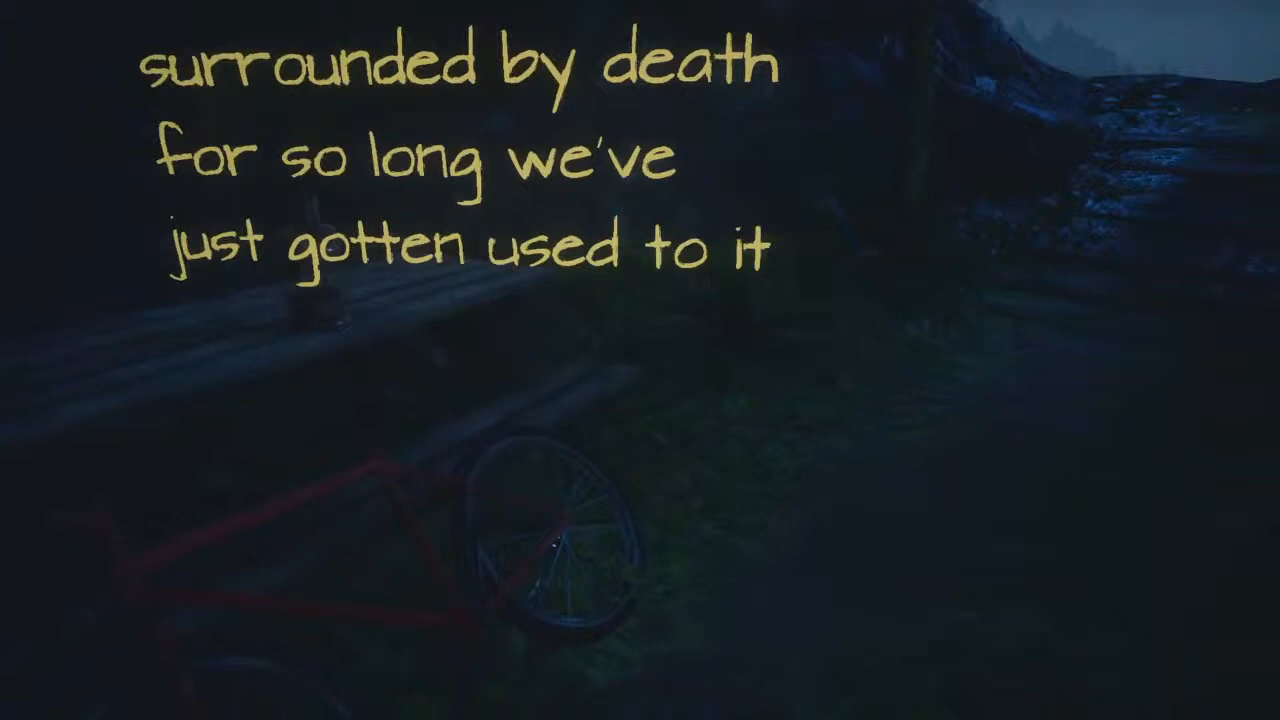 surrounded by death
for so long we've
just gotten used to it